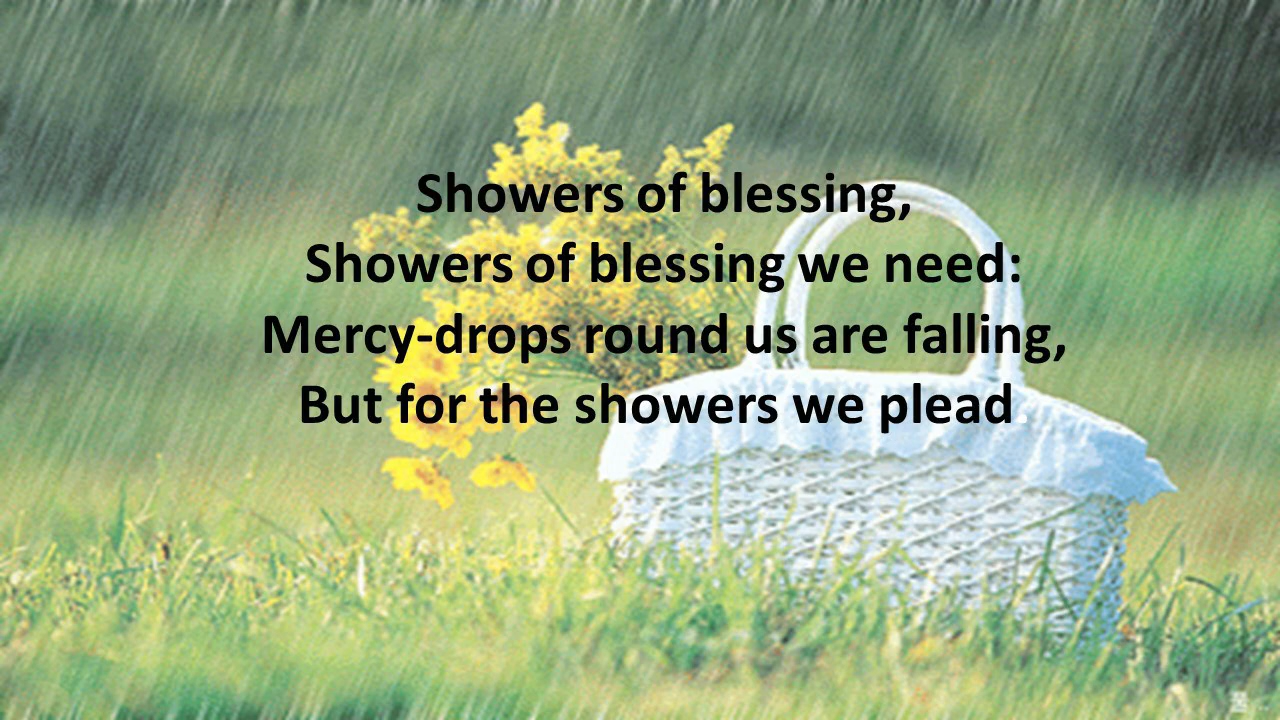 Showers of blessing,
Showers of blessing we need:
Mercy-drops round us are falling,
But for the showers we plead.